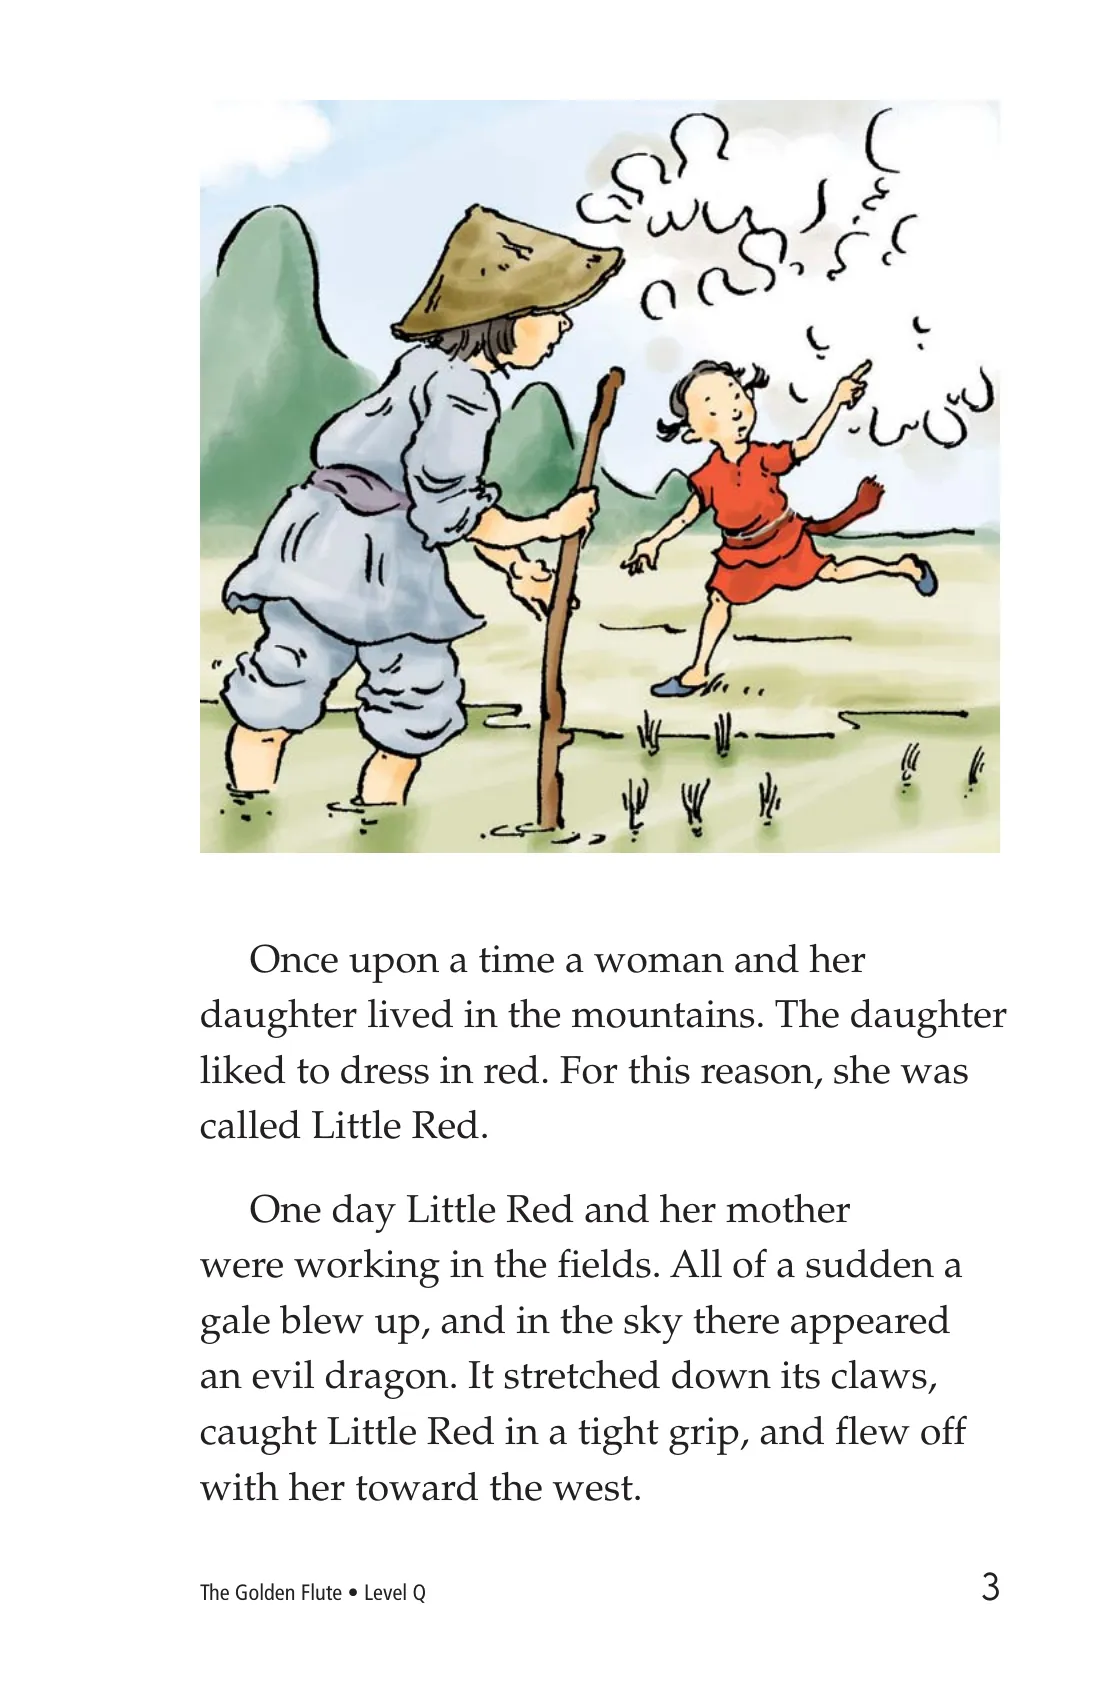 Once upon a time a woman and her
daughter lived in the mountains. The daughter
liked to dress in red. For this reason, she was
called Little Red.
One day Little Red and her mother
were working in the fields. All of a sudden a
gale blew up, and in the sky there appeared
an evil dragon. It stretched down its claws,
caught Little Red in a tight grip, and flew off
with her toward the west.
The Golden Flute • Level Q
3